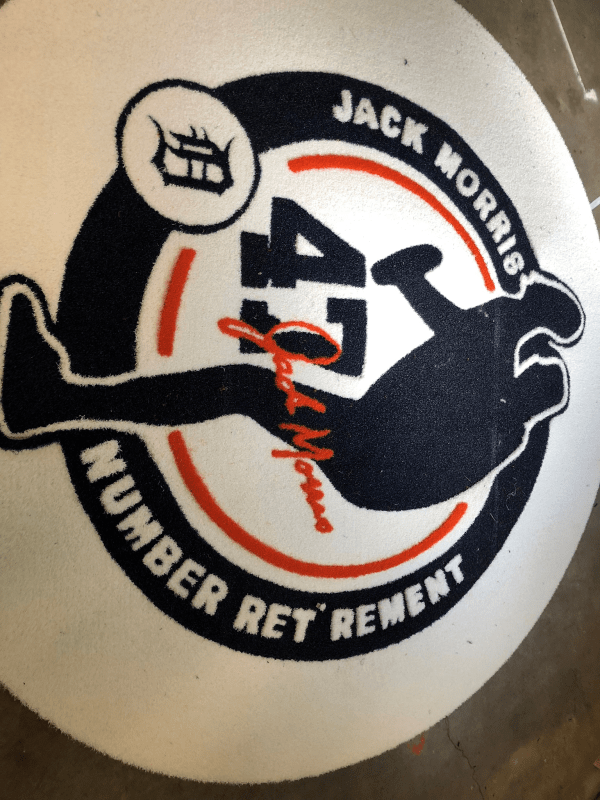 JACK MORRIS
47
Jack Morris
NUMBER RET'REMENT
D